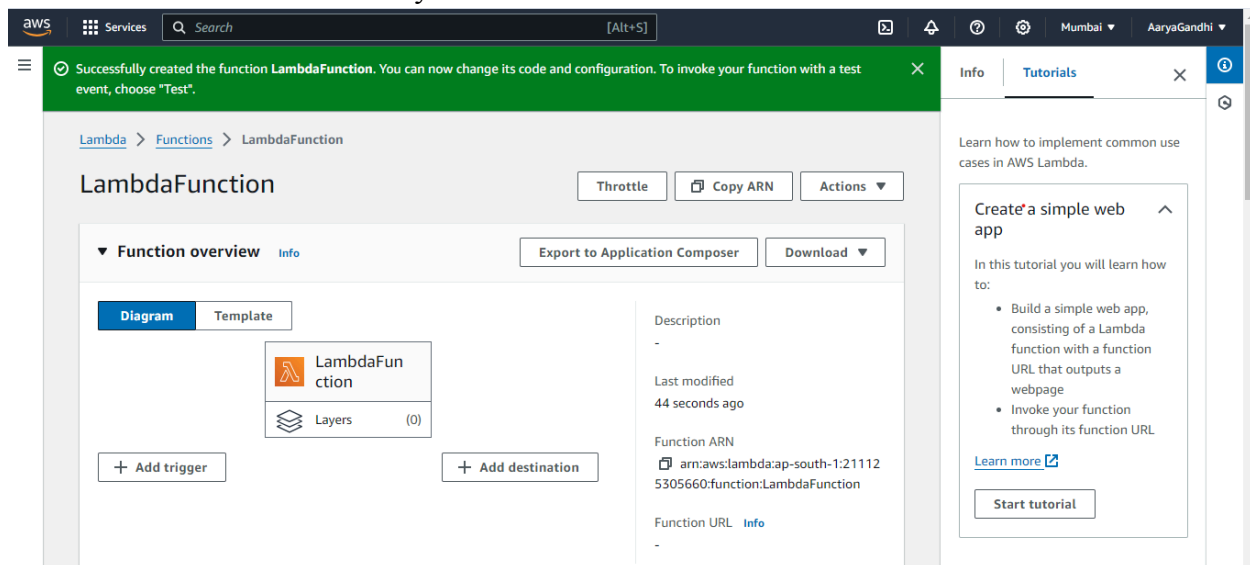 aws
Services
Search
[Alt+S]
Mumbai
AaryaGandhi
Successfully created the function LambdaFunction. You can now change its code and configuration. To invoke your function with a test
event, choose "Test".
Lambda > Functions > LambdaFunction
LambdaFunction
Throttle
Copy ARN
Actions
Function overview Info
Export to Application Composer
Download
Diagram
Template
LambdaFun
ction
Layers (0)
+ Add trigger
+ Add destination
Description
-
Last modified
44 seconds ago
Function ARN
arn:aws:lambda:ap-south-1:21112
5305660:function:LambdaFunction
Function URL Info
-
Info
Tutorials
Learn how to implement common use
cases in AWS Lambda.
Create a simple web
app
In this tutorial you will learn how
to:
• Build a simple web app,
consisting of a Lambda
function with a function
URL that outputs a
webpage
• Invoke your function
through its function URL
Learn more
Start tutorial